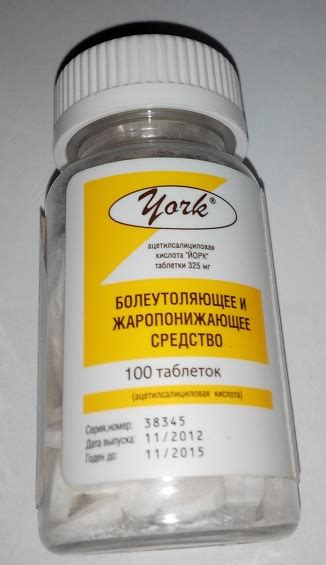 York®
ацетилсалициловая
кислота "ЙОРК"
таблетки 325 мг
БОЛЕУТОЛЯЮЩЕЕ И
ЖАРОПОНИЖАЮЩЕЕ
СРЕДСТВО
100 таблеток
(ацетилсалициловая кислота)
Серия,номер: 38345
Дата выпуска: 11/2012
Годен до: 11/2015